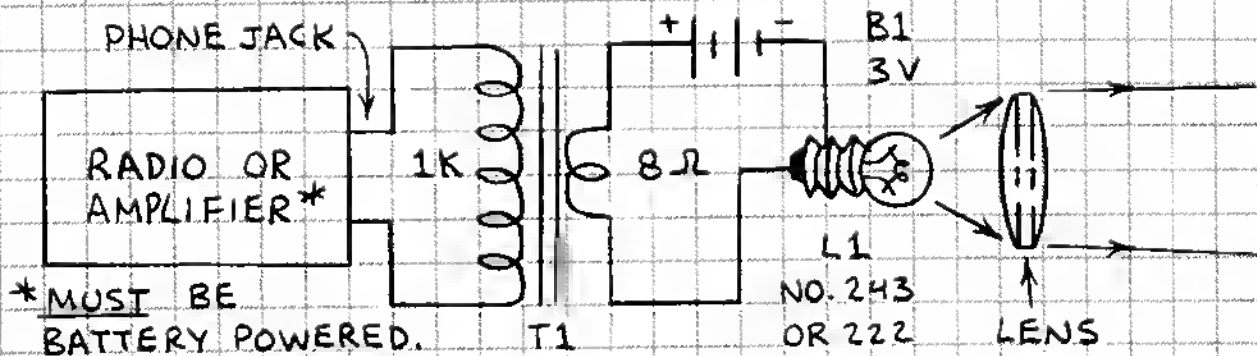 PHONE JACK
RADIO OR
AMPLIFIER*
*MUST BE
BATTERY POWERED.
1K
T1
8Ω
+ -
B1
3V
L1
NO. 243
OR 222
LENS